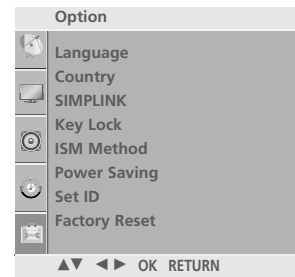 Option
Language
Country
SIMPLINK
Key Lock
ISM Method
Power Saving
Set ID
Factory Reset
▲▼ ◄► OK RETURN